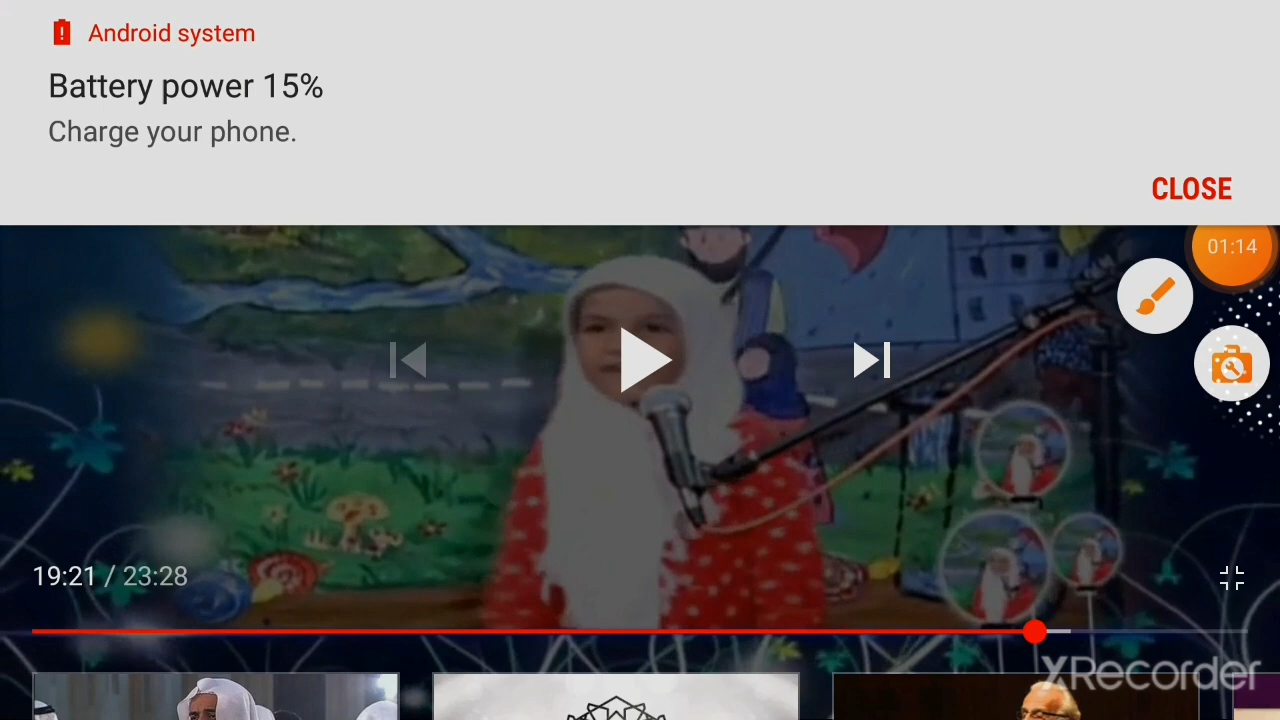 Android system
Battery power 15%
Charge your phone.
CLOSE
01:14
19:21 / 23:28
XRecorder